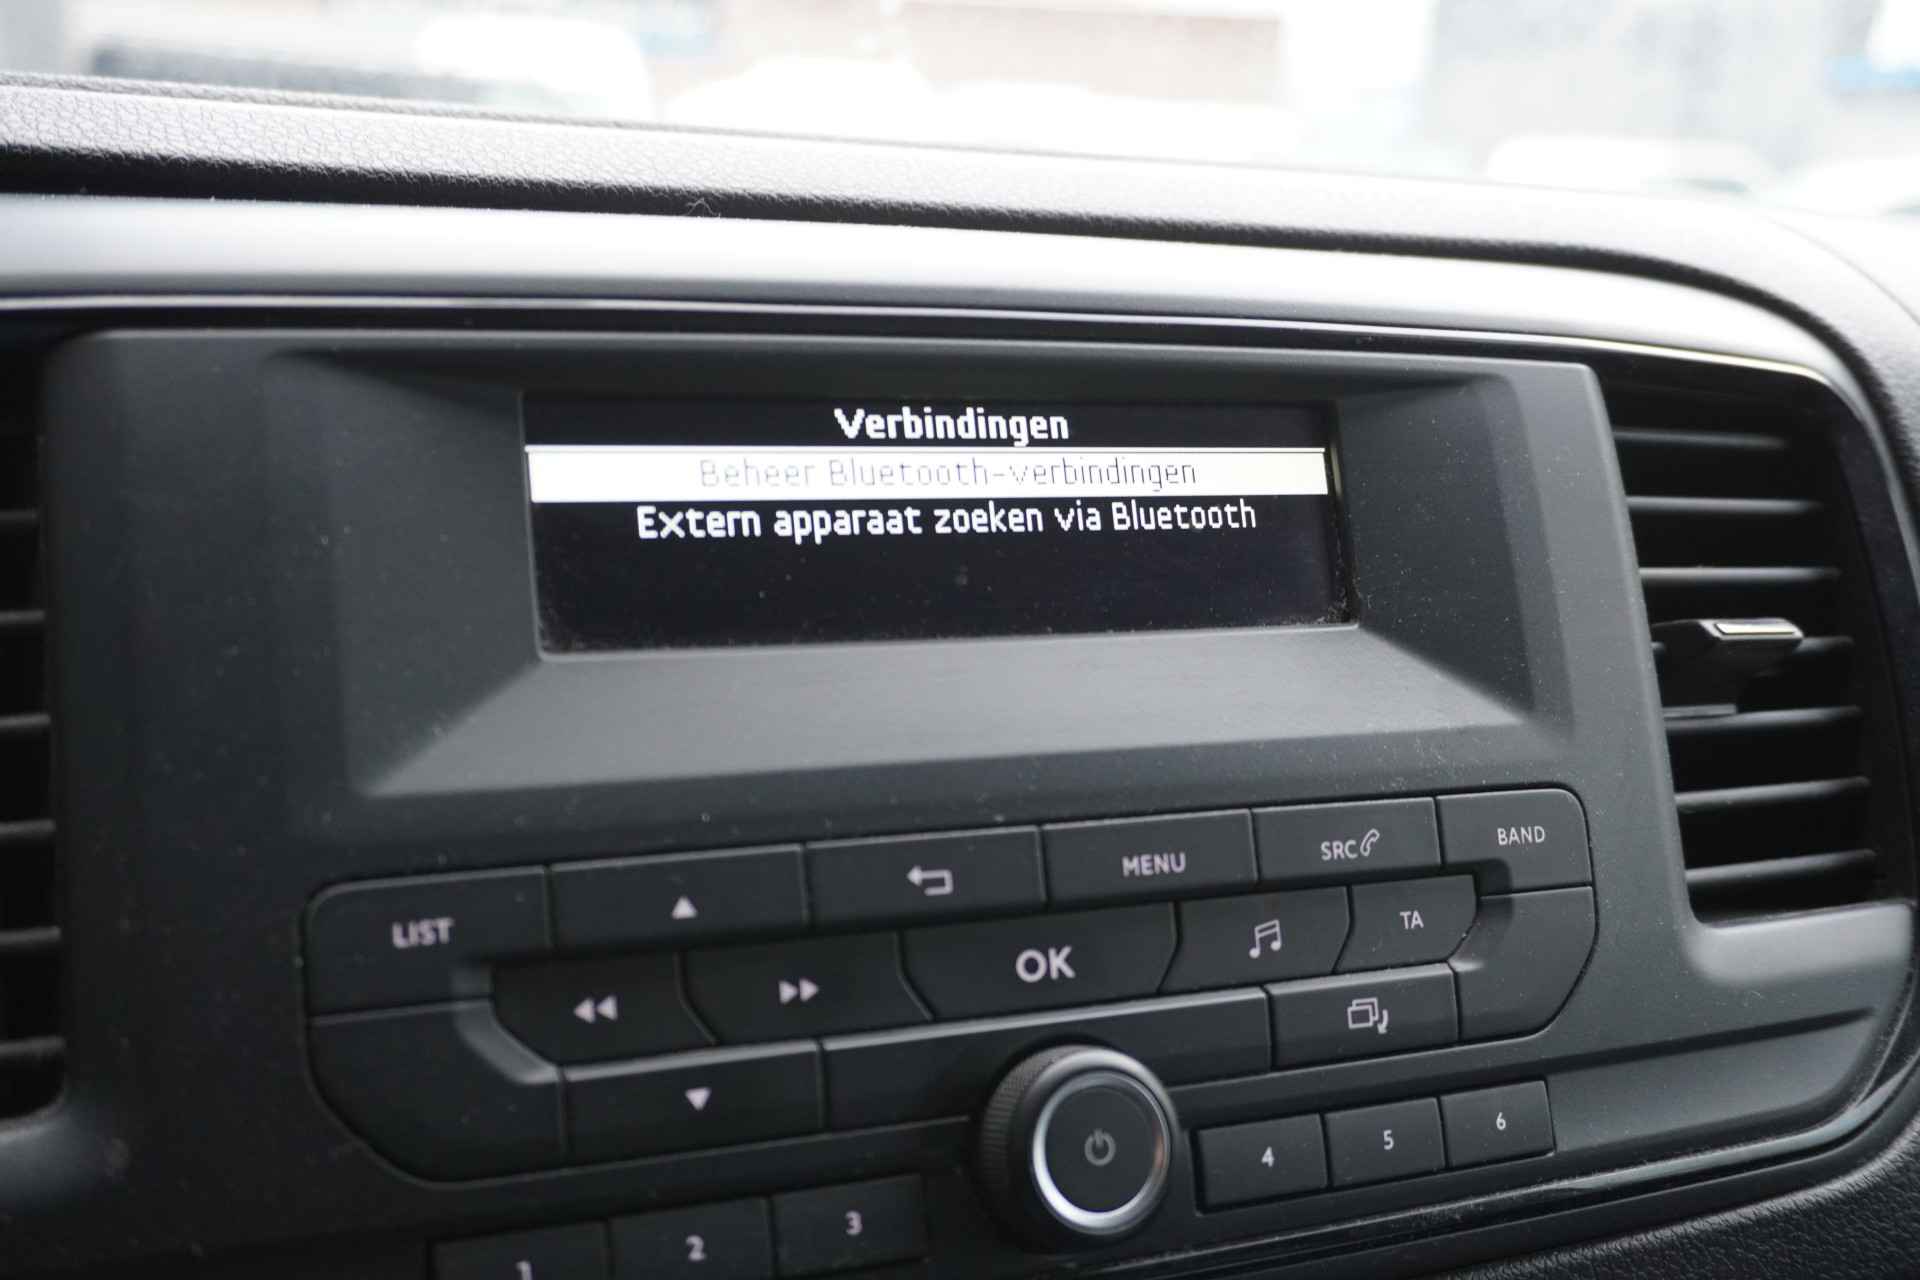 Verbindingen
Beheer Bluetooth-verbindingen
Extern apparaat zoeken via Bluetooth
LIST
MENU
SRC
BAND
OK
TA
1
2
3
4
5
6